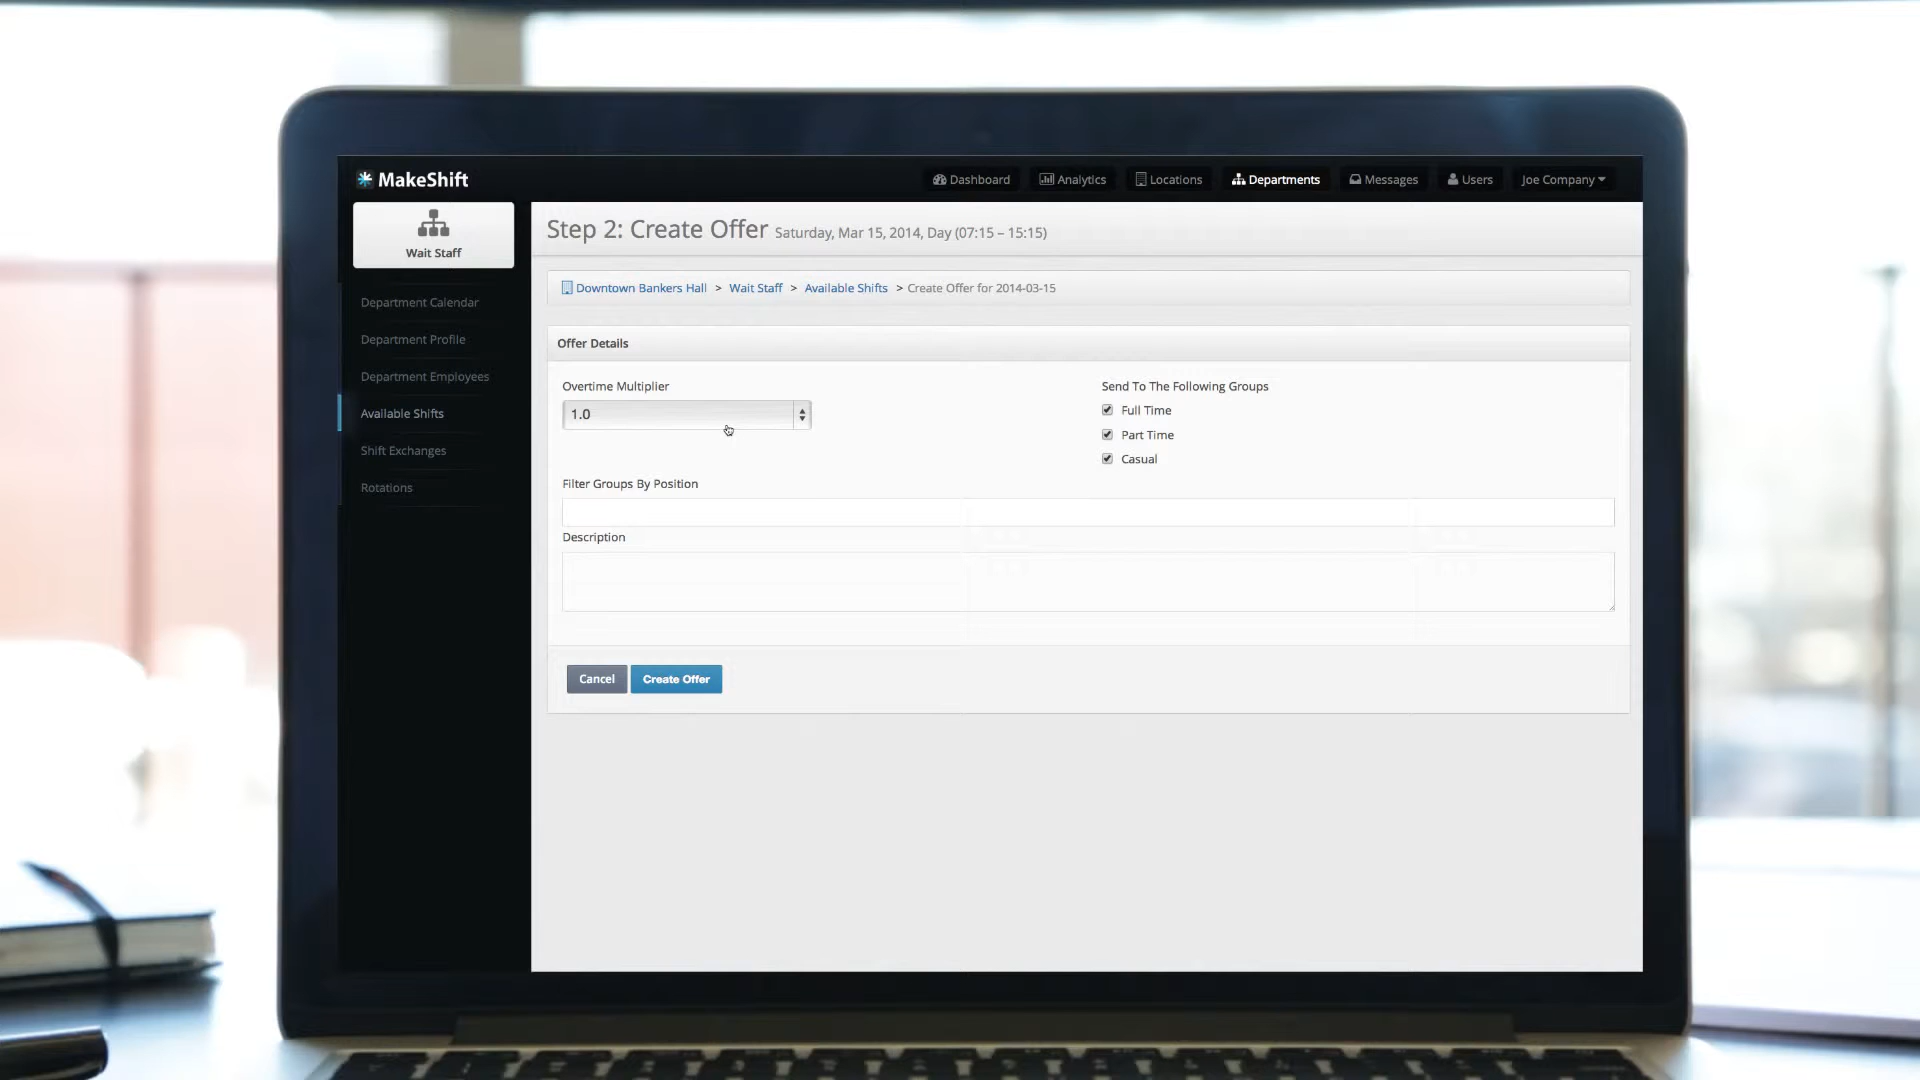 MakeShift
Dashboard
Analytics
Locations
Departments
Messages
Users
Joe Company
Wait Staff
Department Calendar
Department Profile
Department Employees
Available Shifts
Shift Exchanges
Rotations
Step 2: Create Offer Saturday, Mar 15, 2014, Day (07:15 – 15:15)
Downtown Bankers Hall > Wait Staff > Available Shifts > Create Offer for 2014-03-15
Offer Details
Overtime Multiplier
1.0
Send To The Following Groups
Full Time
Part Time
Casual
Filter Groups By Position
Description
Cancel
Create Offer